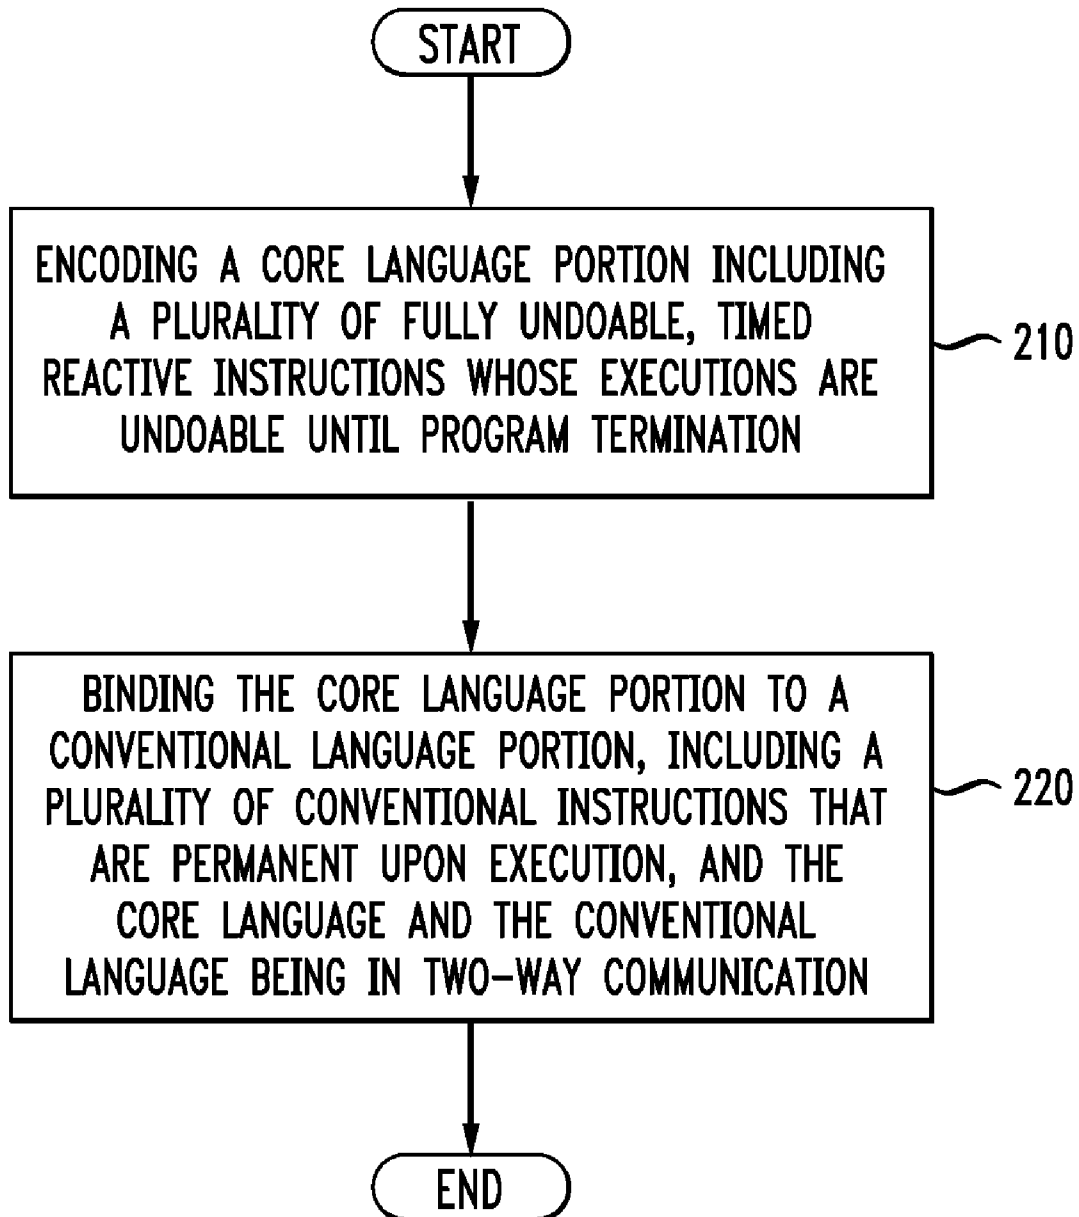 START
ENCODING A CORE LANGUAGE PORTION INCLUDING
A PLURALITY OF FULLY UNDOABLE, TIMED
REACTIVE INSTRUCTIONS WHOSE EXECUTIONS ARE
UNDOABLE UNTIL PROGRAM TERMINATION
210
BINDING THE CORE LANGUAGE PORTION TO A
CONVENTIONAL LANGUAGE PORTION, INCLUDING A
PLURALITY OF CONVENTIONAL INSTRUCTIONS THAT
ARE PERMANENT UPON EXECUTION, AND THE
CORE LANGUAGE AND THE CONVENTIONAL
LANGUAGE BEING IN TWO-WAY COMMUNICATION
220
END